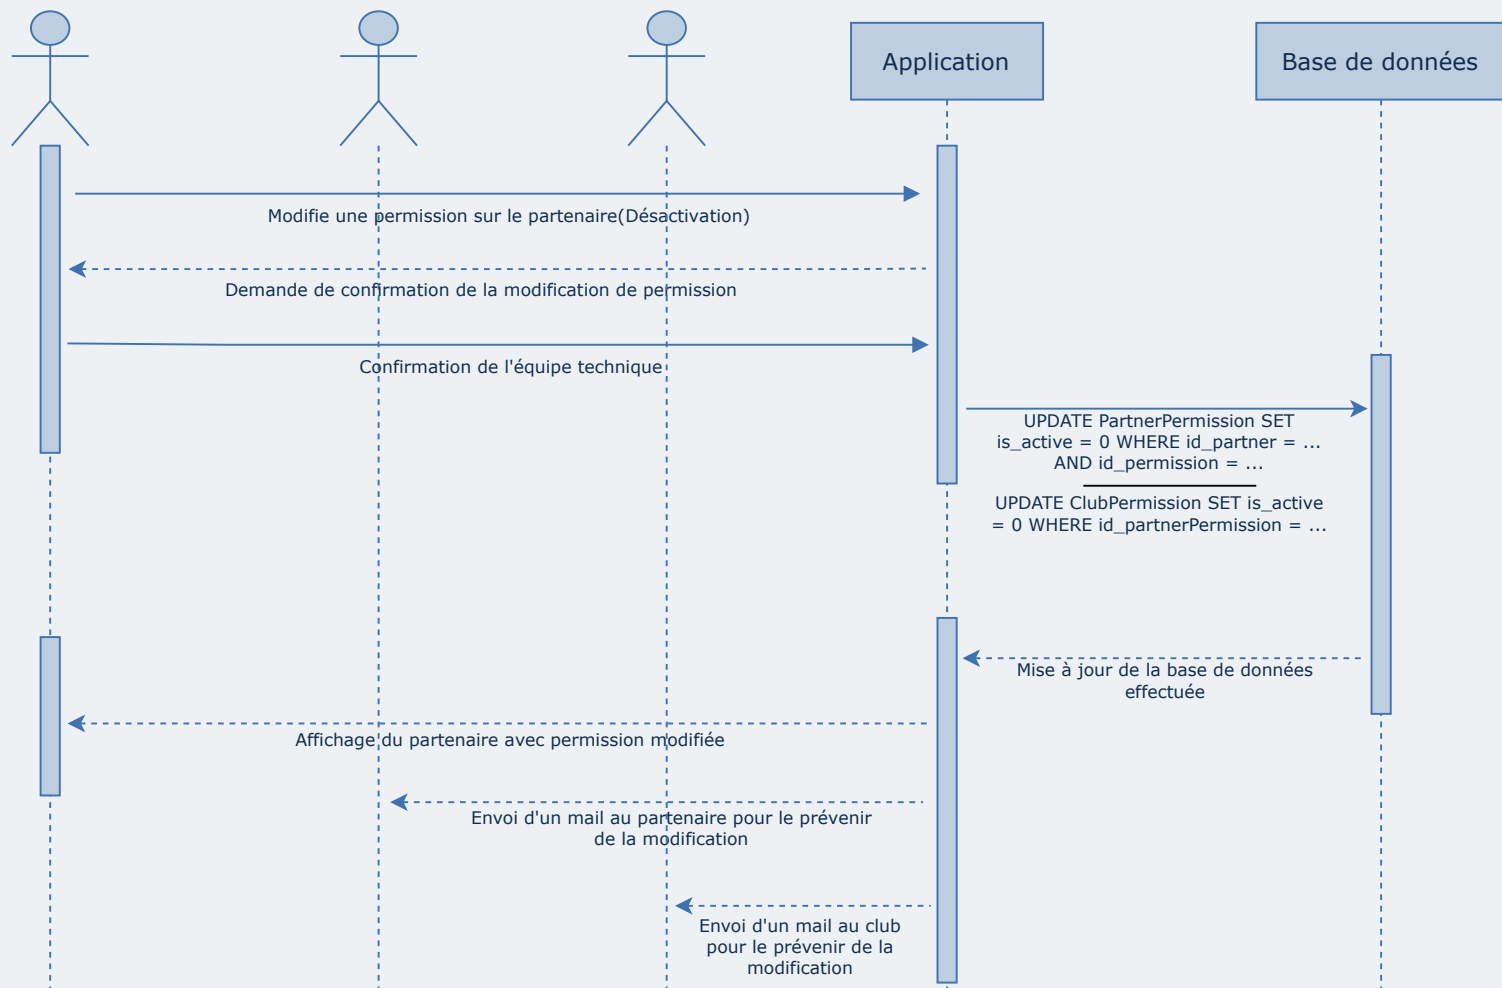 Application
Base de données
Modifie une permission sur le partenaire(Désactivation)
Demande de confirmation de la modification de permission
Confirmation de l'équipe technique
UPDATE PartnerPermission SET
is_active = 0 WHERE id_partner = ...
AND id_permission = ...
UPDATE ClubPermission SET is_active
= 0 WHERE id_partnerPermission = ...
Mise à jour de la base de données
effectuée
Affichage du partenaire avec permission modifiée
Envoi d'un mail au partenaire pour le prévenir
de la modification
Envoi d'un mail au club
pour le prévenir de la
modification